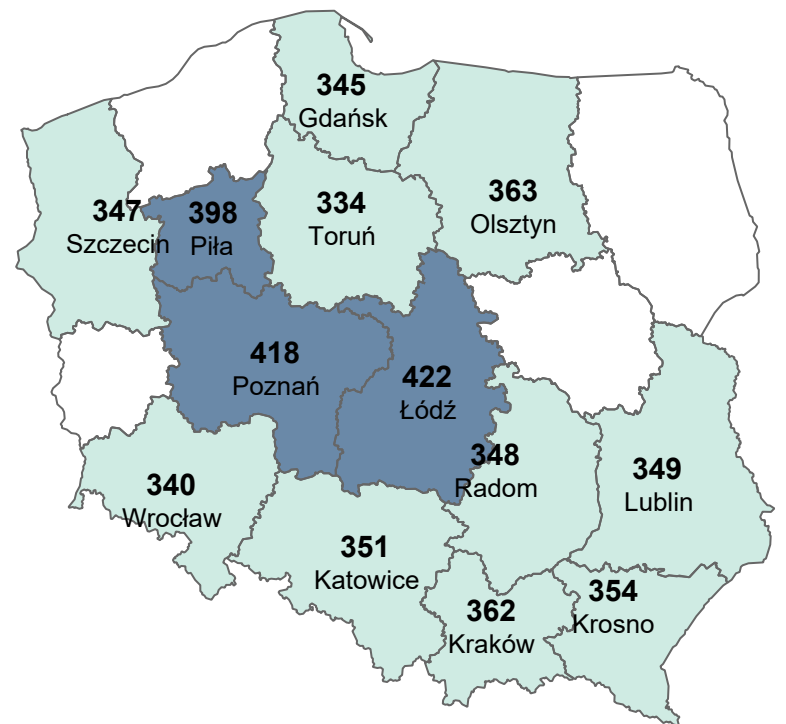 345
Gdańsk
363
Olsztyn
347
Szczecin
398
Piła
334
Toruń
418
Poznań
422
Łódź
348
Radom
349
Lublin
340
Wrocław
351
Katowice
362
Kraków
354
Krosno